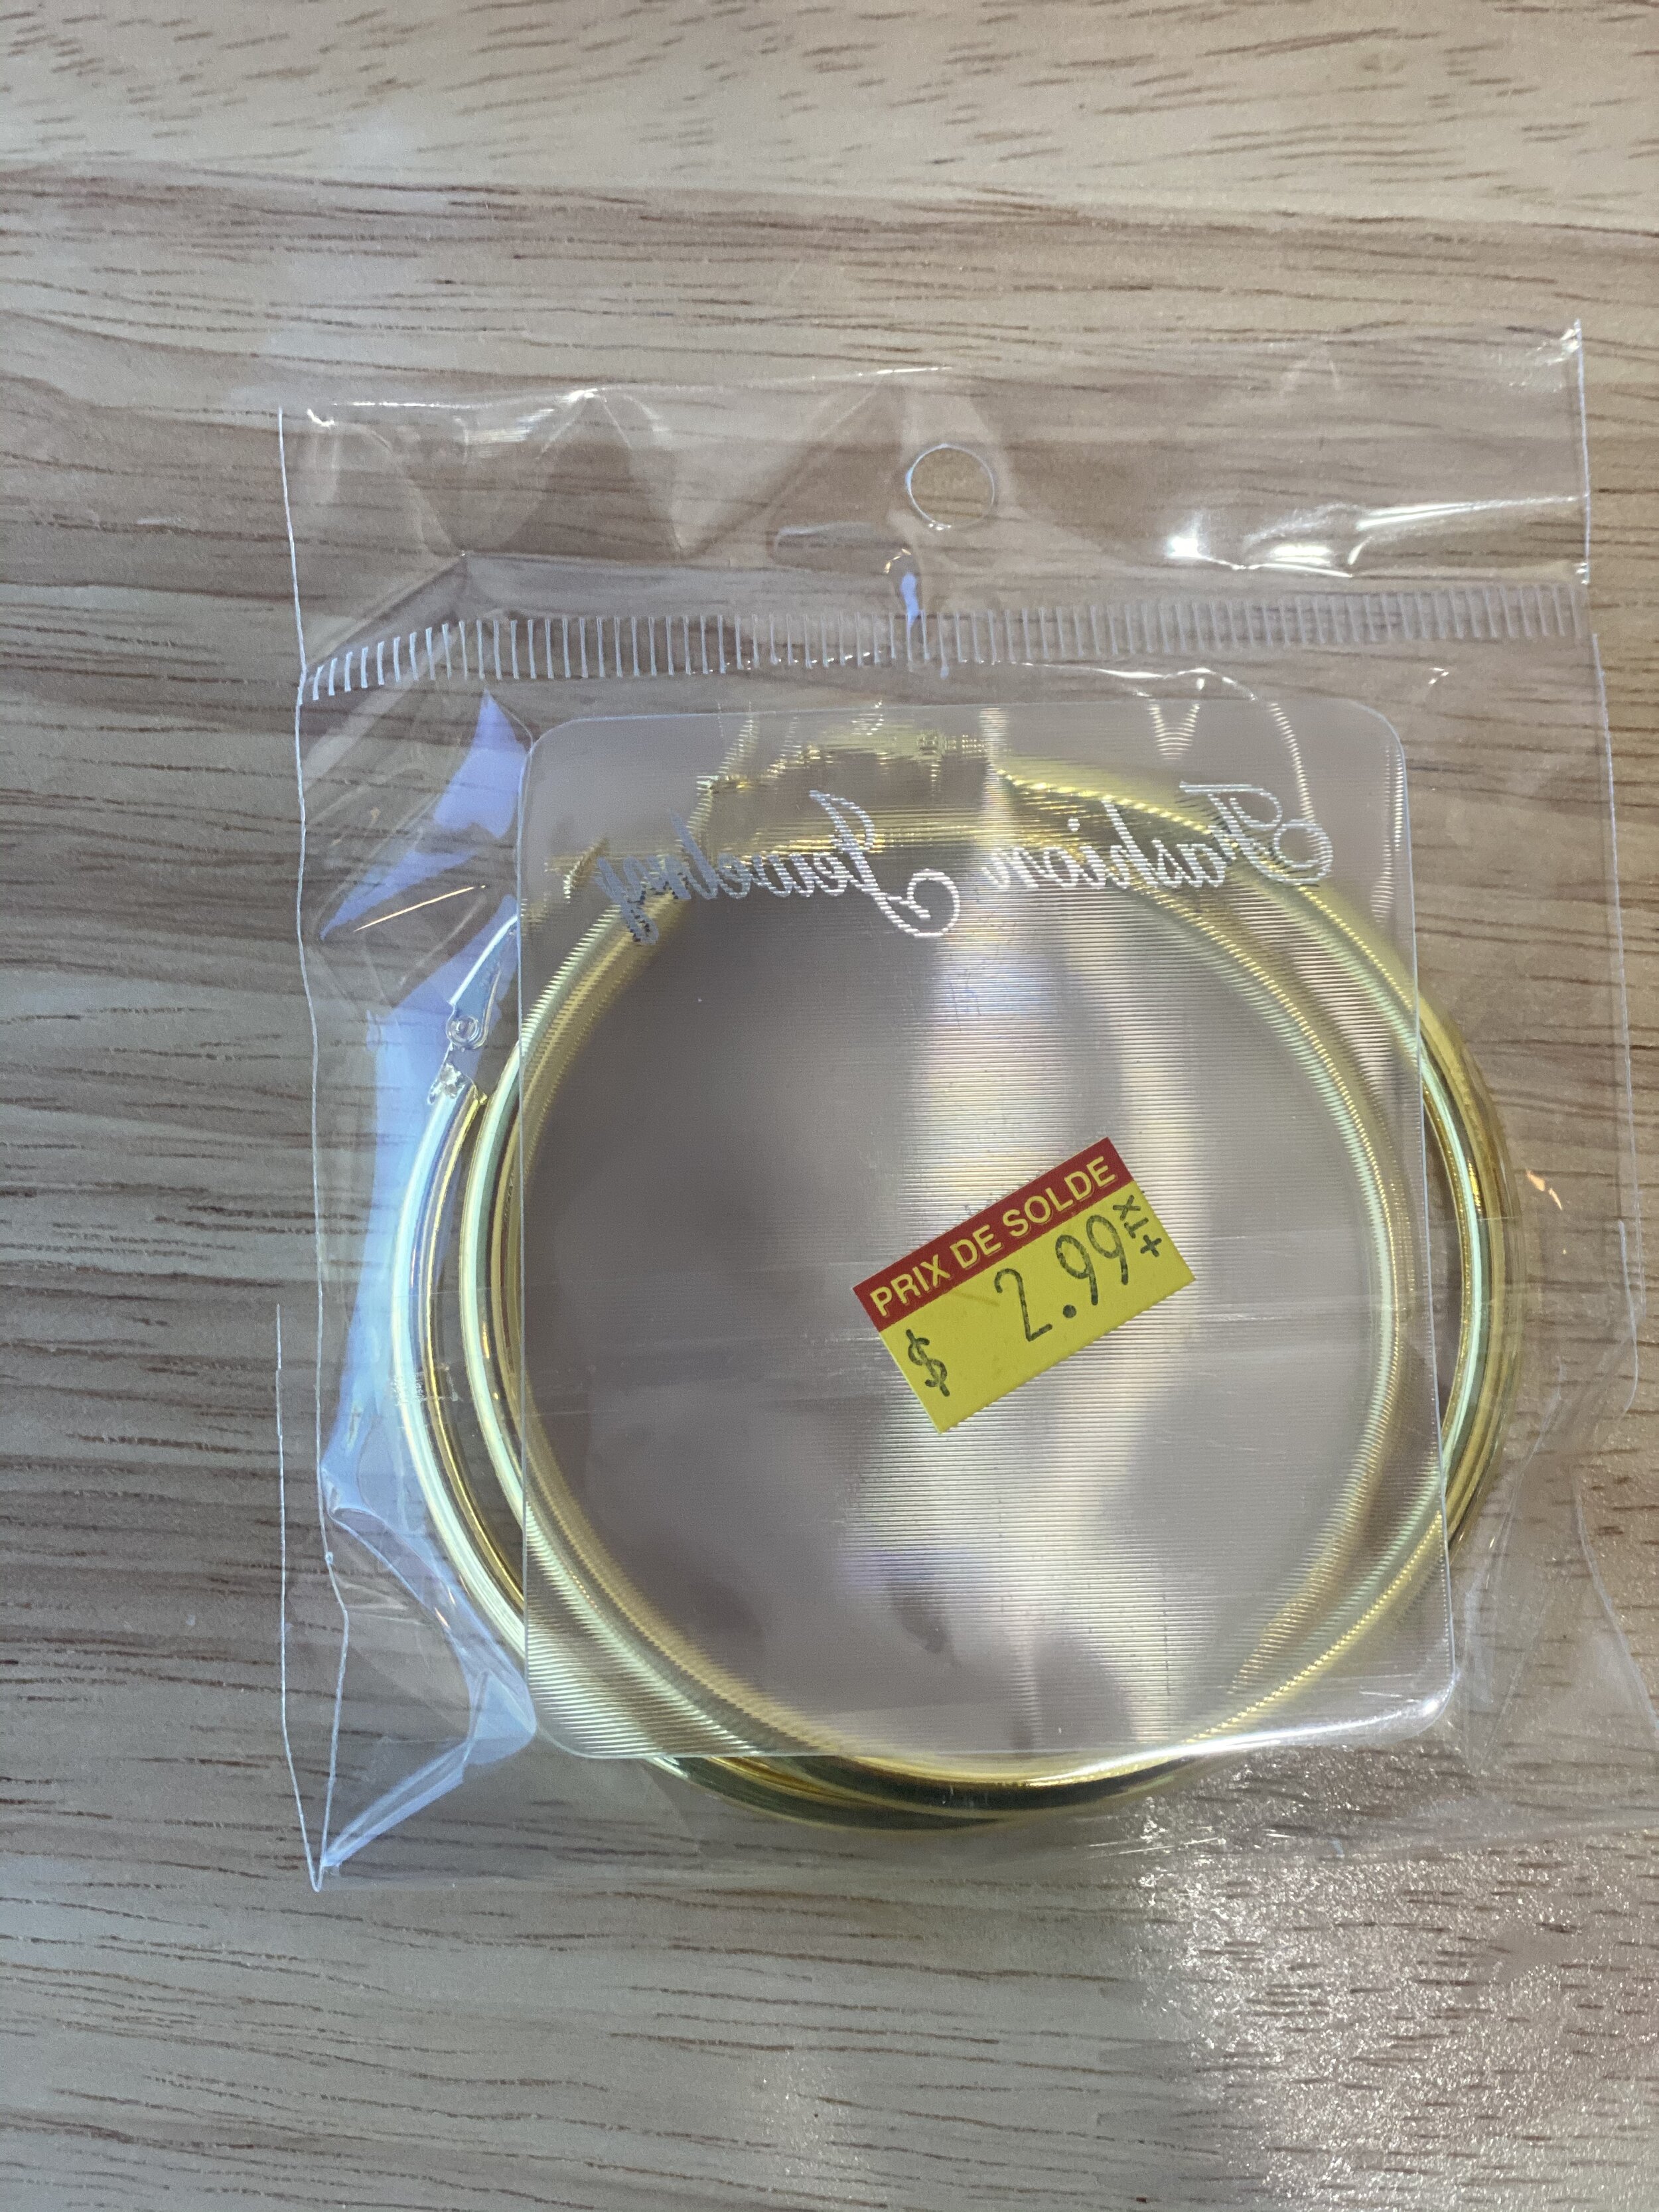 Fashion Jewelry
PRIX DE SOLDE
$ 2.99 +TX